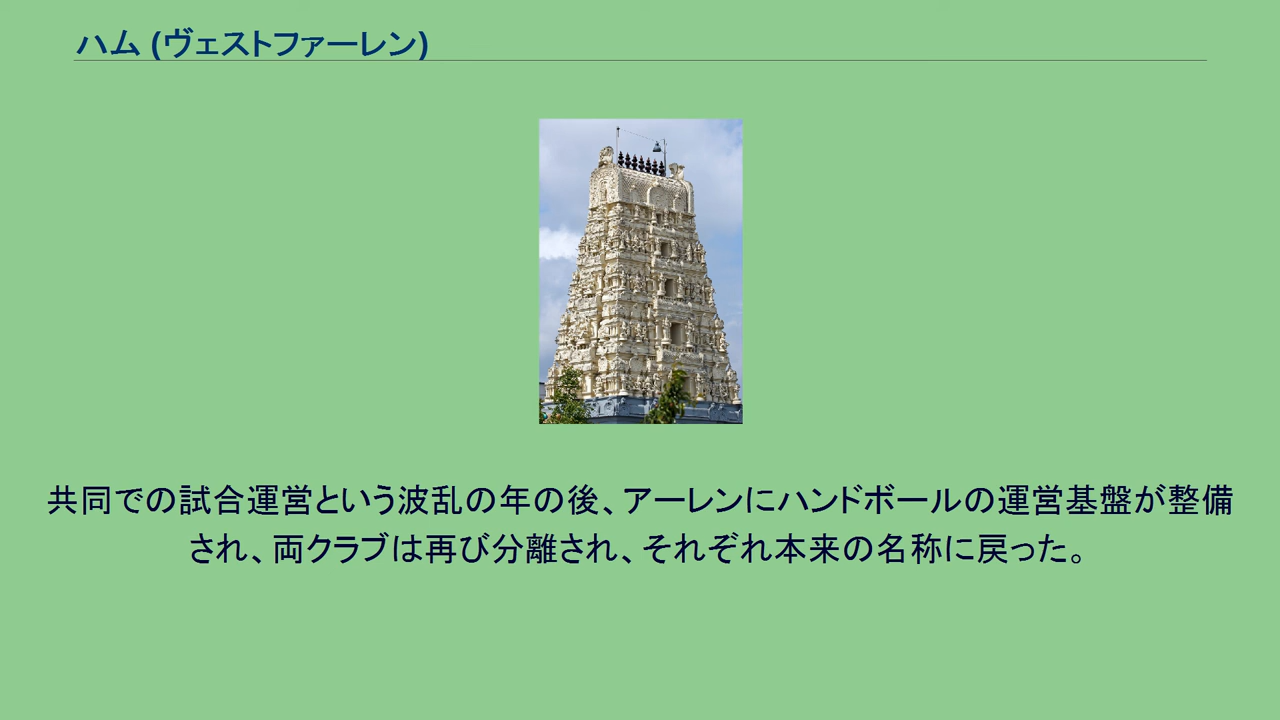 ハム (ヴェストファーレン)
共同での試合運営という波乱の年の後、アーレンにハンドボールの運営基盤が整備
され、両クラブは再び分離され、それぞれ本来の名称に戻った。